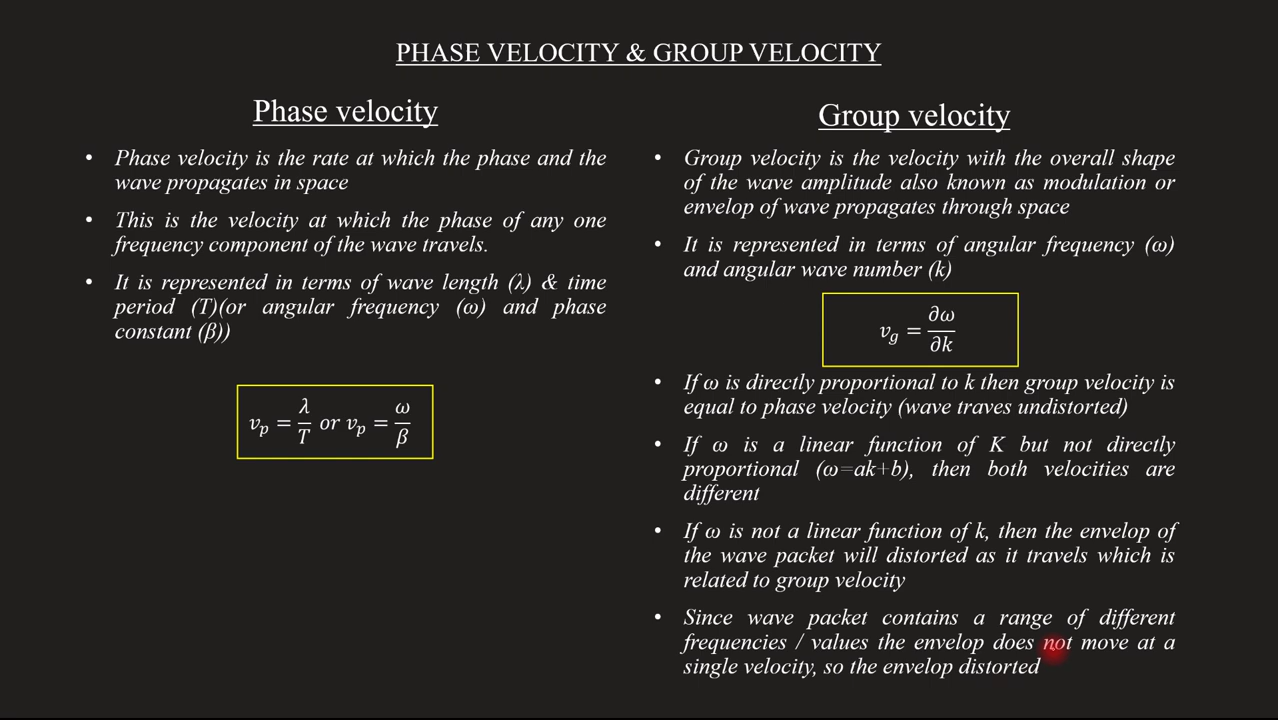 PHASE VELOCITY & GROUP VELOCITY
Phase velocity
• Phase velocity is the rate at which the phase and the
wave propagates in space
• This is the velocity at which the phase of any one
frequency component of the wave travels.
• It is represented in terms of wave length (λ) & time
period (T)(or angular frequency (ω) and phase
constant (β))
v_p = λ/T or v_p = ω/β
Group velocity
• Group velocity is the velocity with the overall shape
of the wave amplitude also known as modulation or
envelop of wave propagates through space
• It is represented in terms of angular frequency (ω)
and angular wave number (k)
v_g = ∂ω/∂k
• If ω is directly proportional to k then group velocity is
equal to phase velocity (wave traves undistorted)
• If ω is a linear function of K but not directly
proportional (ω=ak+b), then both velocities are
different
• If ω is not a linear function of k, then the envelop of
the wave packet will distorted as it travels which is
related to group velocity
• Since wave packet contains a range of different
frequencies / values the envelop does not move at a
single velocity, so the envelop distorted